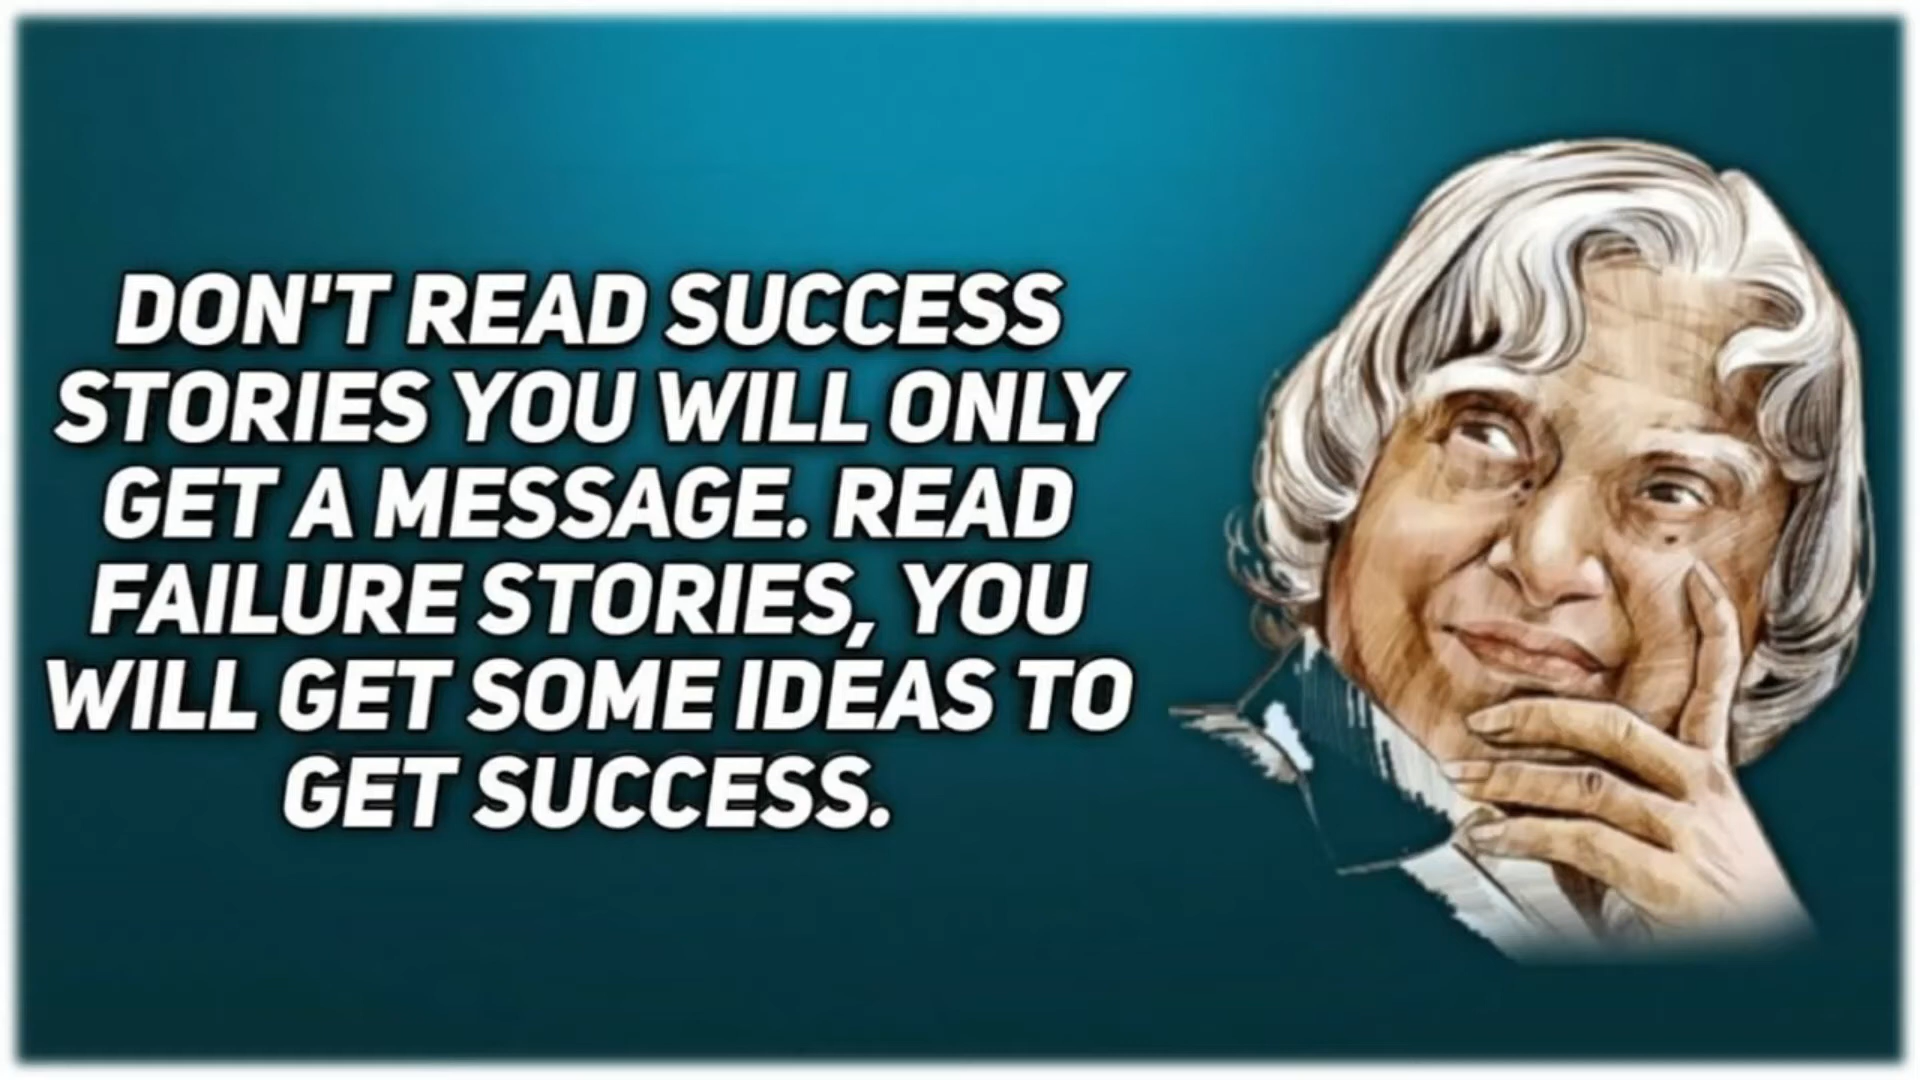 DON'T READ SUCCESS
STORIES YOU WILL ONLY
GET A MESSAGE. READ
FAILURE STORIES, YOU
WILL GET SOME IDEAS TO
GET SUCCESS.